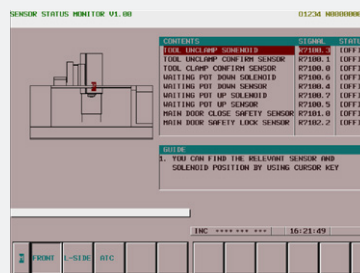 SENSOR STATUS MONITOR V1.00
O1234 N0000000
CONTENTS SIGNAL STATU
TOOL UNCLAMP SONENOID R7100.3 [OFF]
TOOL UNCLAMP CONFIRM SENSOR R7100.1 [OFF]
TOOL CLAMP CONFIRM SENSOR R7100.0 [OFF]
WAITING POT DOWN SOLENOID R7100.6 [OFF]
WAITING POT DOWN SENSOR R7100.4 [OFF]
WAITING POT UP SOLENOID R7100.7 [OFF]
WAITING POT UP SENSOR R7100.5 [OFF]
MAIN DOOR CLOSE SAFETY SENSOR R7101.0 [OFF]
MAIN DOOR SAFETY LOCK SENSOR R7102.2 [OFF]
GUIDE
1. YOU CAN FIND THE RELEVANT SENSOR AND
SOLENOID POSITION BY USING CURSOR KEY
INC **** *** *** 16:21:49
FRONT L-SIDE ATC